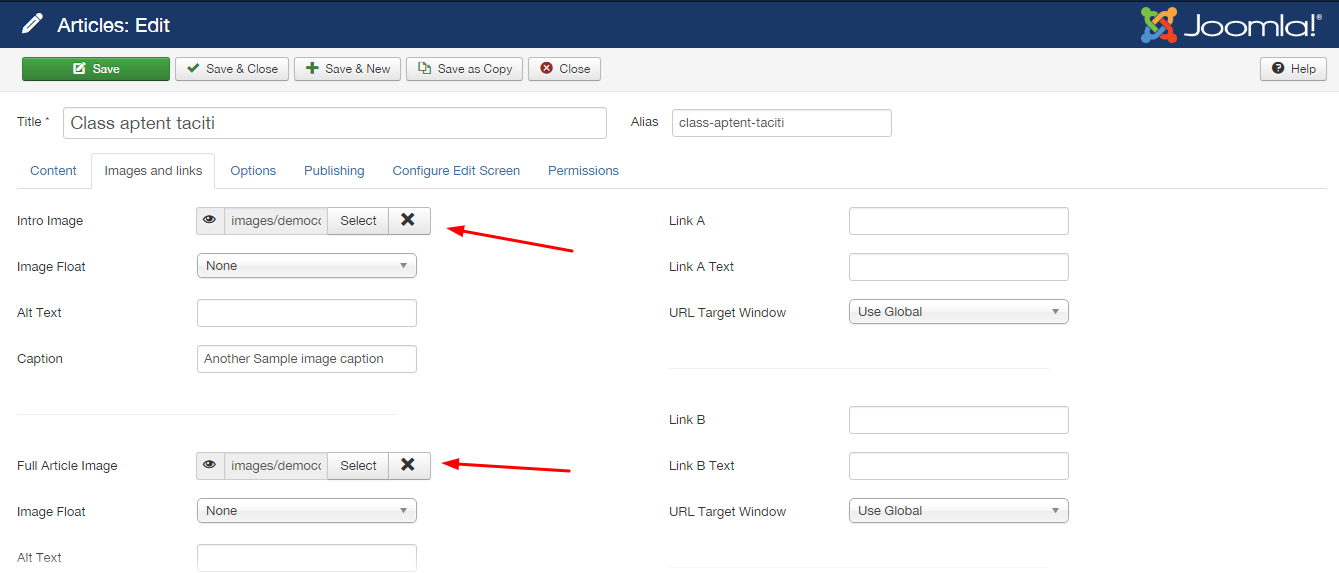 Articles: Edit
Joomla!®
Save
Save & Close
Save & New
Save as Copy
Close
Help
Title *
Class aptent taciti
Alias
class-aptent-taciti
Content
Images and links
Options
Publishing
Configure Edit Screen
Permissions
Intro Image
images/democ
Select
Link A
Image Float
None
Link A Text
Alt Text
URL Target Window
Use Global
Caption
Another Sample image caption
Link B
Full Article Image
images/democ
Select
Link B Text
Image Float
None
URL Target Window
Use Global
Alt Text